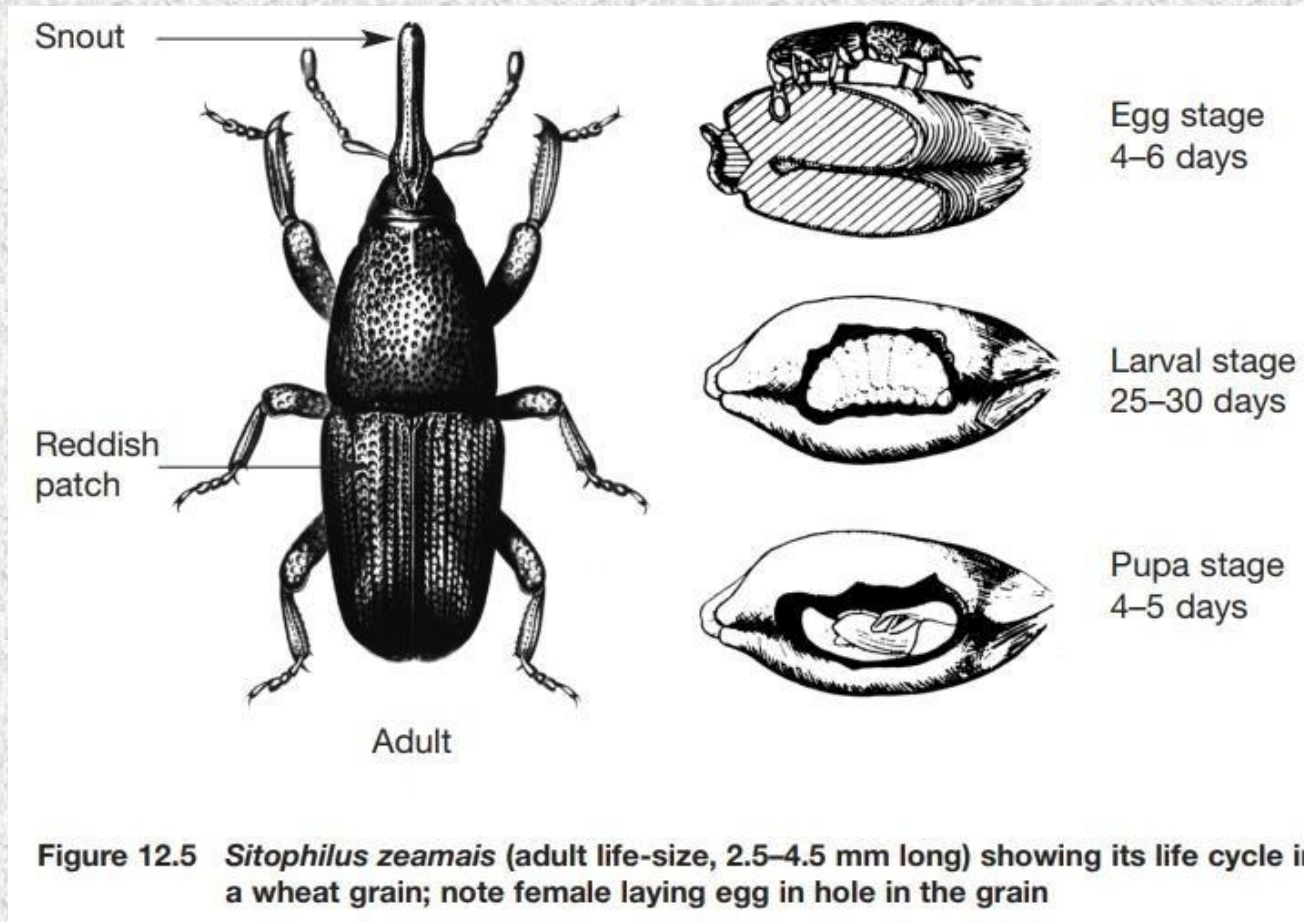 Snout
Egg stage
4–6 days
Larval stage
25–30 days
Reddish
patch
Pupa stage
4–5 days
Adult
Figure 12.5 Sitophilus zeamais (adult life-size, 2.5–4.5 mm long) showing its life cycle
a wheat grain; note female laying egg in hole in the grain